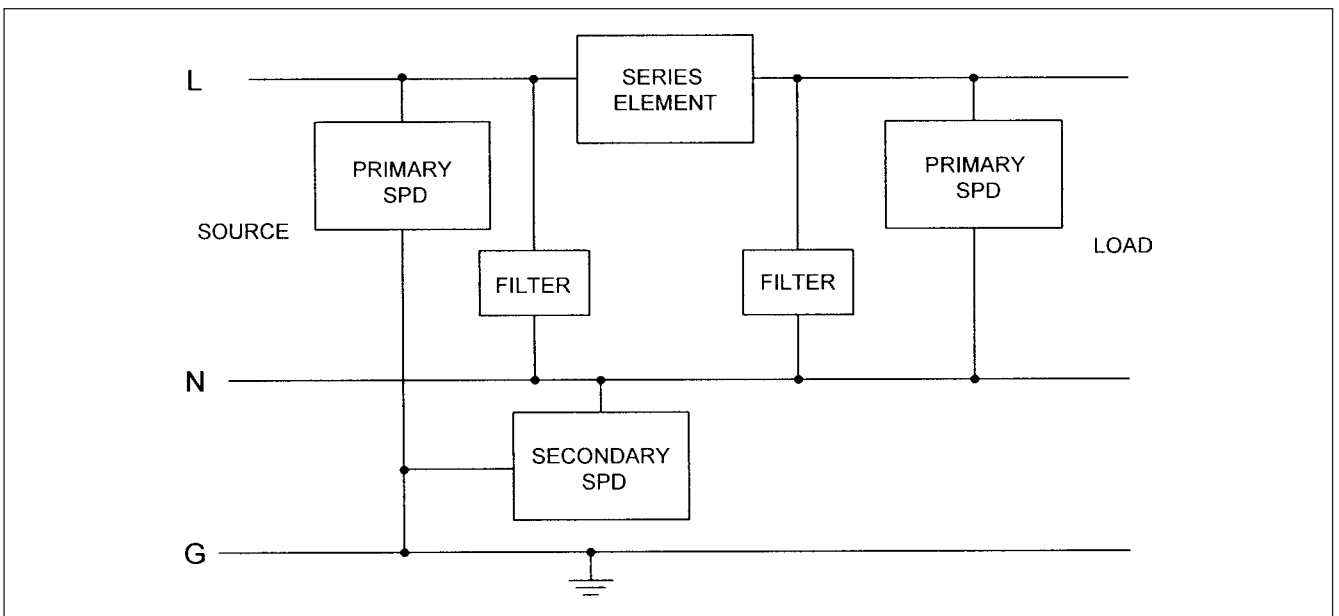 L
SERIES
ELEMENT
PRIMARY
SPD
PRIMARY
SPD
SOURCE
LOAD
FILTER
FILTER
N
SECONDARY
SPD
G